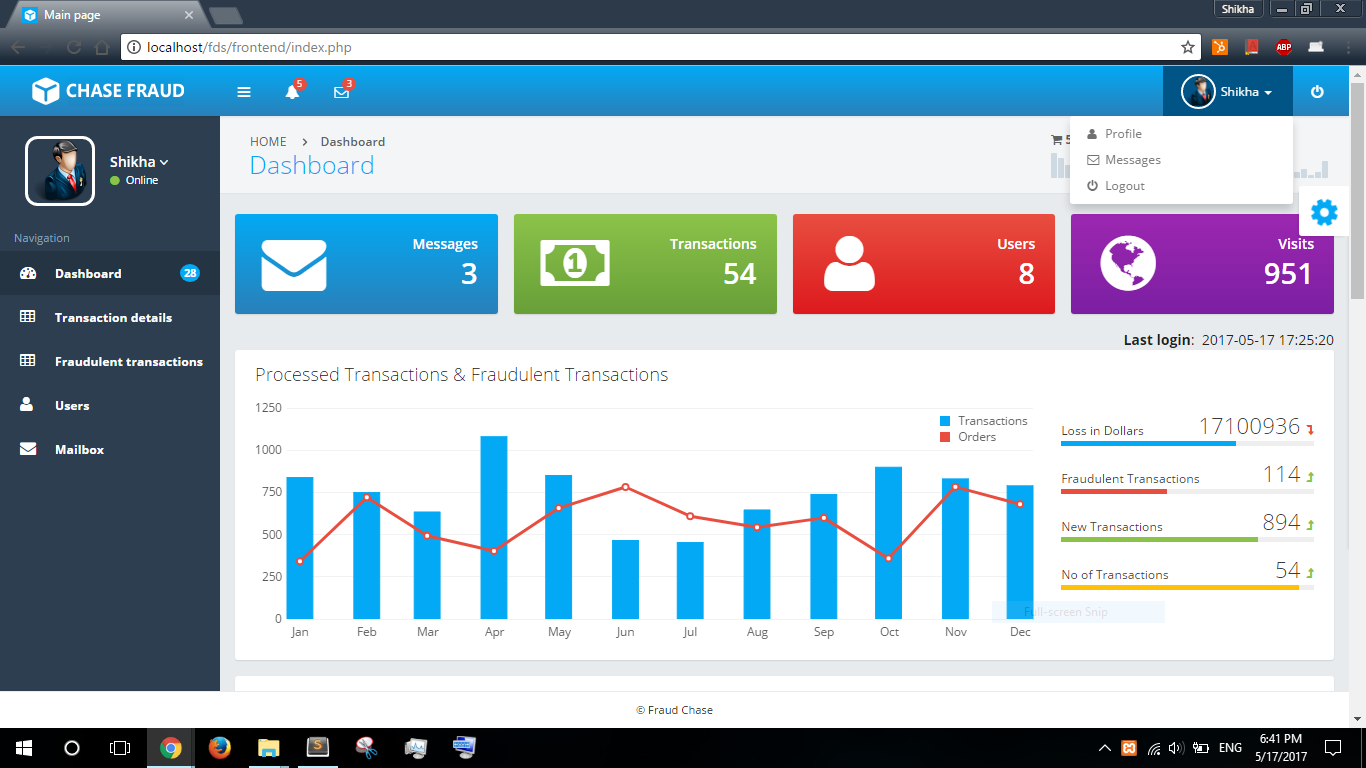 Main page
Shikha
localhost/fds/frontend/index.php
ABP
CHASE FRAUD
5
3
Shikha
Profile
Messages
Logout
Shikha
Online
HOME > Dashboard
Dashboard
5
Navigation
Dashboard 28
Transaction details
Fraudulent transactions
Users
Mailbox
Messages
3
1
Transactions
54
Users
8
Visits
951
Last login: 2017-05-17 17:25:20
Processed Transactions & Fraudulent Transactions
1250
1000
750
500
250
0
Transactions
Orders
Jan Feb Mar Apr May Jun Jul Aug Sep Oct Nov Dec
Loss in Dollars 17100936
Fraudulent Transactions 114
New Transactions 894
No of Transactions 54
Full-screen Snip
© Fraud Chase
S
ENG
6:41 PM
5/17/2017